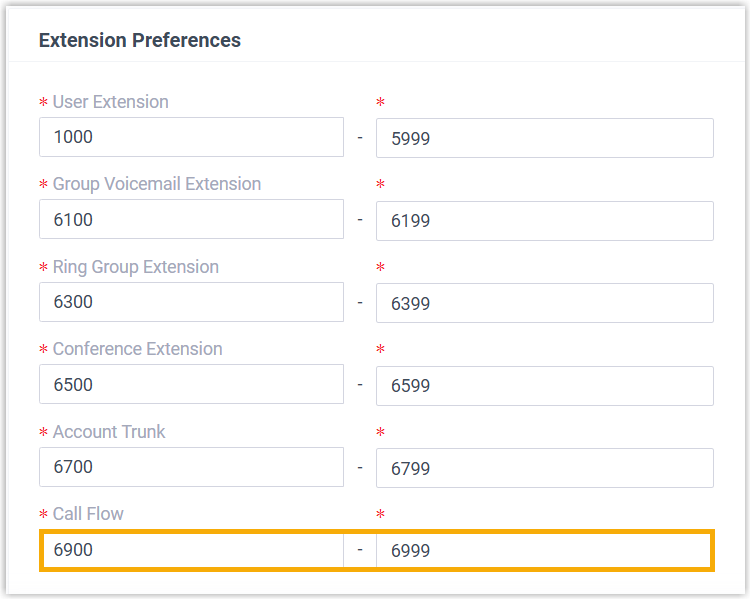 Extension Preferences
* User Extension *
1000 - 5999
* Group Voicemail Extension *
6100 - 6199
* Ring Group Extension *
6300 - 6399
* Conference Extension *
6500 - 6599
* Account Trunk *
6700 - 6799
* Call Flow *
6900 - 6999